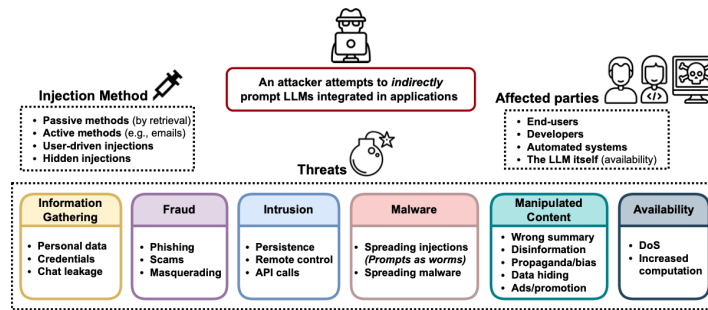 An attacker attempts to indirectly
prompt LLMs integrated in applications
Injection Method
• Passive methods (by retrieval)
• Active methods (e.g., emails)
• User-driven injections
• Hidden injections
Affected parties
• End-users
• Developers
• Automated systems
• The LLM itself (availability)
Threats
Information
Gathering
• Personal data
• Credentials
• Chat leakage
Fraud
• Phishing
• Scams
• Masquerading
Intrusion
• Persistence
• Remote control
• API calls
Malware
• Spreading injections
(Prompts as worms)
• Spreading malware
Manipulated
Content
• Wrong summary
• Disinformation
• Propaganda/bias
• Data hiding
• Ads/promotion
Availability
• DoS
• Increased
computation